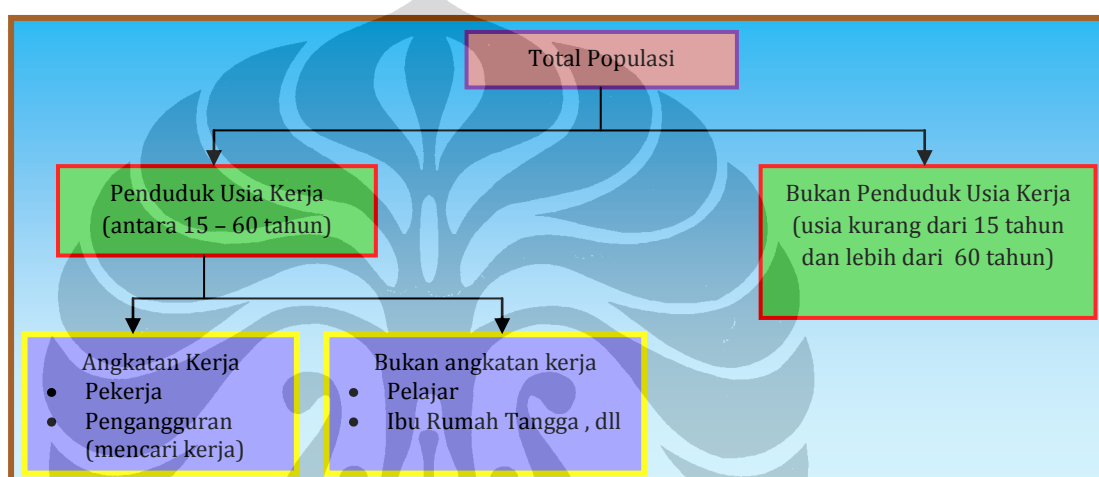 Total Populasi
Penduduk Usia Kerja
(antara 15 – 60 tahun)
Bukan Penduduk Usia Kerja
(usia kurang dari 15 tahun
dan lebih dari  60 tahun)
Angkatan Kerja
• Pekerja
• Pengangguran
(mencari kerja)
Bukan angkatan kerja
• Pelajar
• Ibu Rumah Tangga , dll